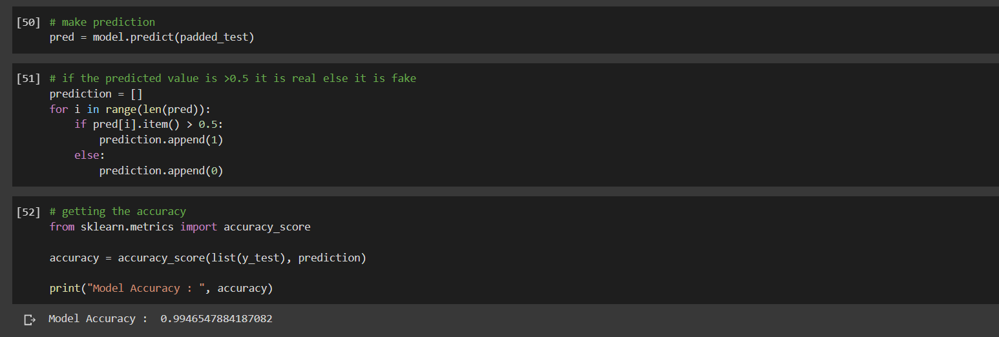 [50] # make prediction
pred = model.predict(padded_test)
[51] # if the predicted value is >0.5 it is real else it is fake
prediction = []
for i in range(len(pred)):
    if pred[i].item() > 0.5:
        prediction.append(1)
    else:
        prediction.append(0)
[52] # getting the accuracy
from sklearn.metrics import accuracy_score
accuracy = accuracy_score(list(y_test), prediction)
print("Model Accuracy : ", accuracy)
Model Accuracy :  0.9946547884187082